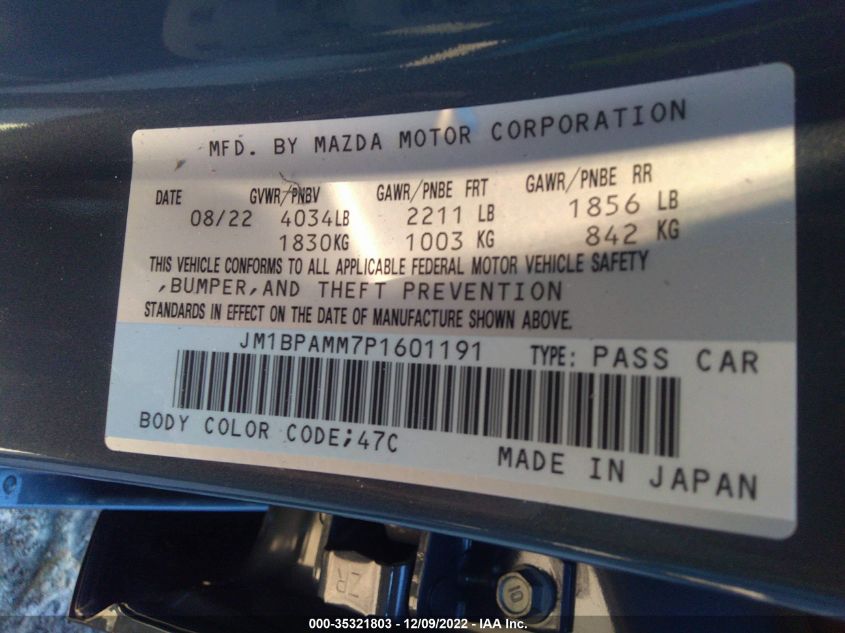 MFD. BY MAZDA MOTOR CORPORATION
DATE GVWR/PNBV GAWR/PNBE FRT GAWR/PNBE RR
08/22 4034LB 2211 LB 1856 LB
1830KG 1003 KG 842 KG
THIS VEHICLE CONFORMS TO ALL APPLICABLE FEDERAL MOTOR VEHICLE SAFETY
,BUMPER,AND THEFT PREVENTION
STANDARDS IN EFFECT ON THE DATE OF MANUFACTURE SHOWN ABOVE.
JM1BPAMM7P1601191 TYPE: PASS CAR
BODY COLOR CODE;47C
MADE IN JAPAN
ZR
10
000-35321803 - 12/09/2022 - IAA Inc.